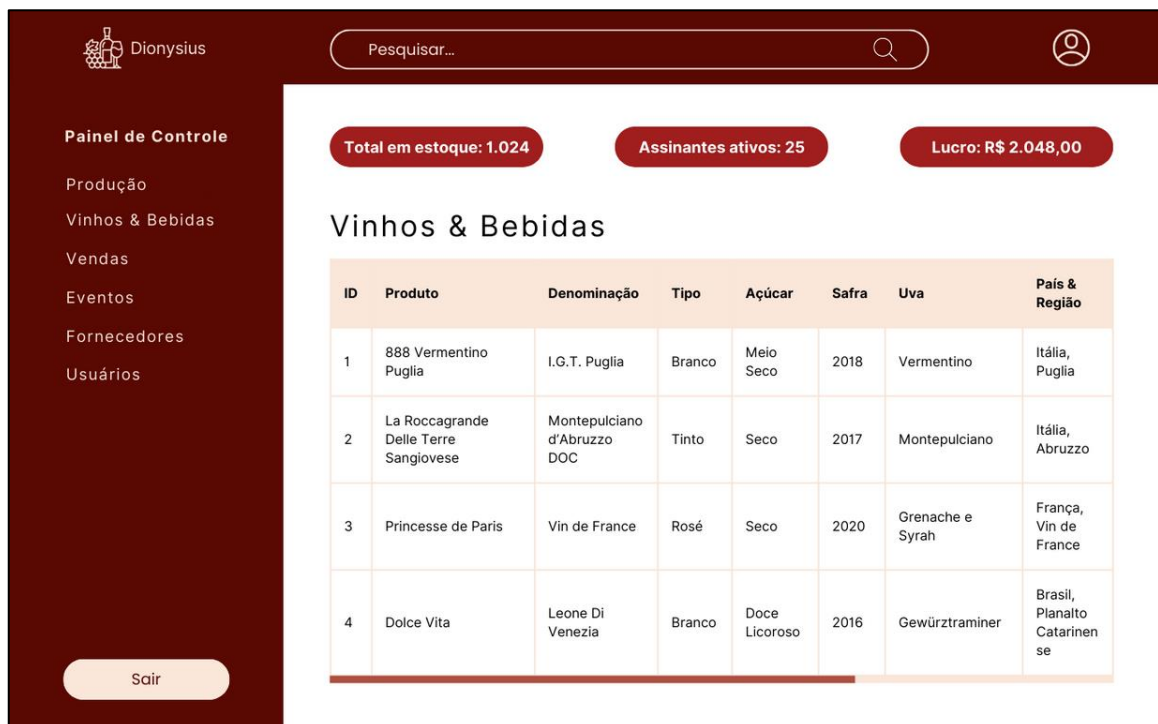 Dionysius
Pesquisar...
Painel de Controle
Produção
Vinhos & Bebidas
Vendas
Eventos
Fornecedores
Usuários
Sair
Total em estoque: 1.024
Assinantes ativos: 25
Lucro: R$ 2.048,00
Vinhos & Bebidas
ID Produto Denominação Tipo Açúcar Safra Uva País &
Região
1 888 Vermentino
Puglia I.G.T. Puglia Branco Meio
Seco 2018 Vermentino Itália,
Puglia
2 La Roccagrande
Delle Terre
Sangiovese Montepulciano
d'Abruzzo
DOC Tinto Seco 2017 Montepulciano Itália,
Abruzzo
3 Princesse de Paris Vin de France Rosé Seco 2020 Grenache e
Syrah França,
Vin de
France
4 Dolce Vita Leone Di
Venezia Branco Doce
Licoroso 2016 Gewürztraminer Brasil,
Planalto
Catarinen
se